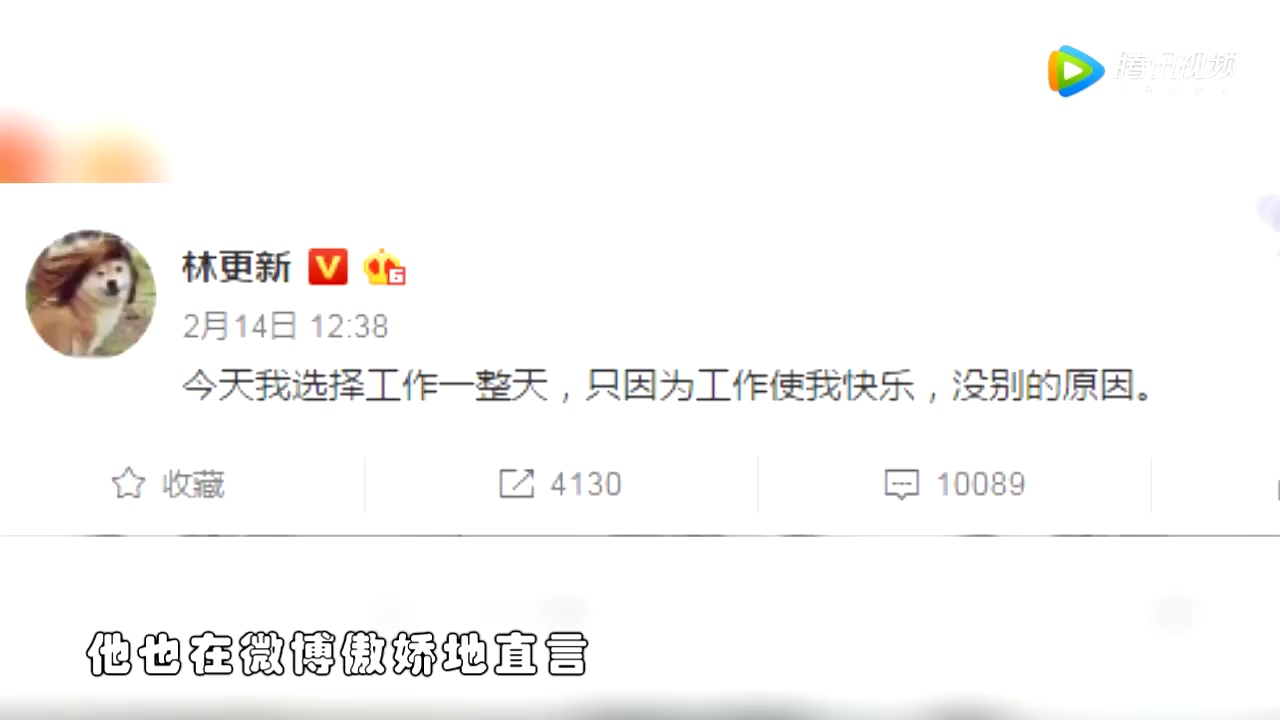 腾讯视频
林更新
2月14日 12:38
今天我选择工作一整天，只因为工作使我快乐，没别的原因。
收藏 4130 10089
他也在微博傲娇地直言